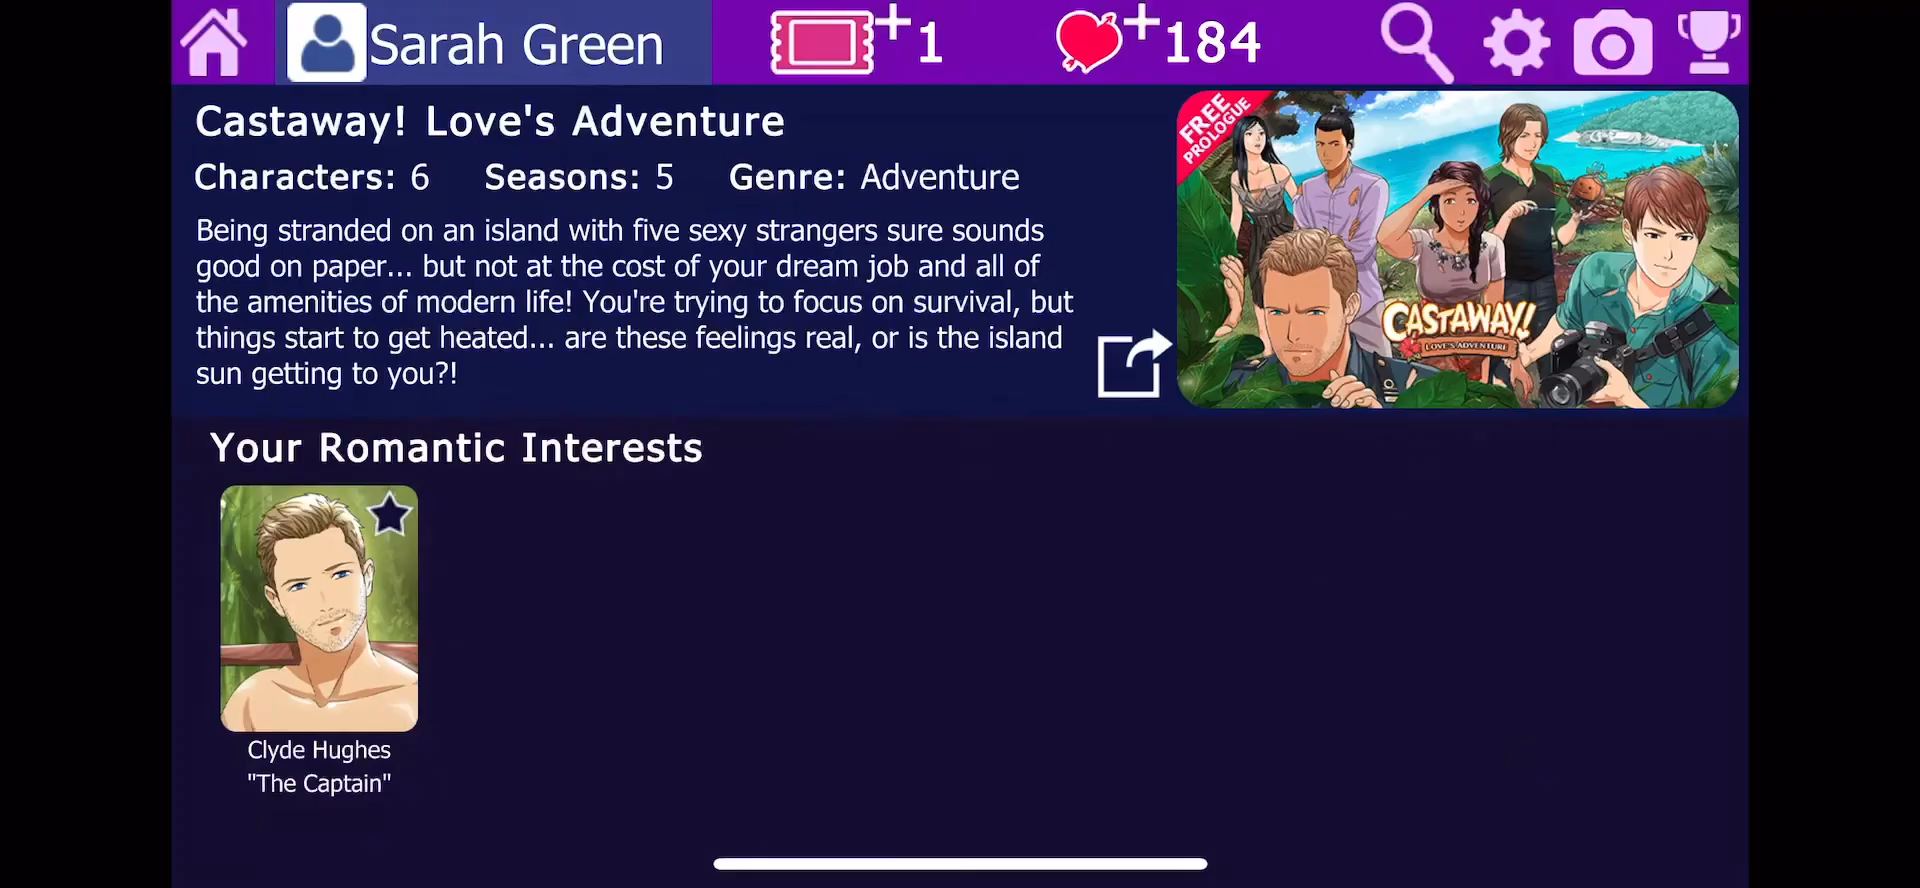 Sarah Green
+1
+184
Castaway! Love's Adventure
Characters: 6 Seasons: 5 Genre: Adventure
Being stranded on an island with five sexy strangers sure sounds
good on paper... but not at the cost of your dream job and all of
the amenities of modern life! You're trying to focus on survival, but
things start to get heated... are these feelings real, or is the island
sun getting to you?!
FREE
PROLOGUE
CASTAWAY!
LOVE'S ADVENTURE
Your Romantic Interests
Clyde Hughes
"The Captain"